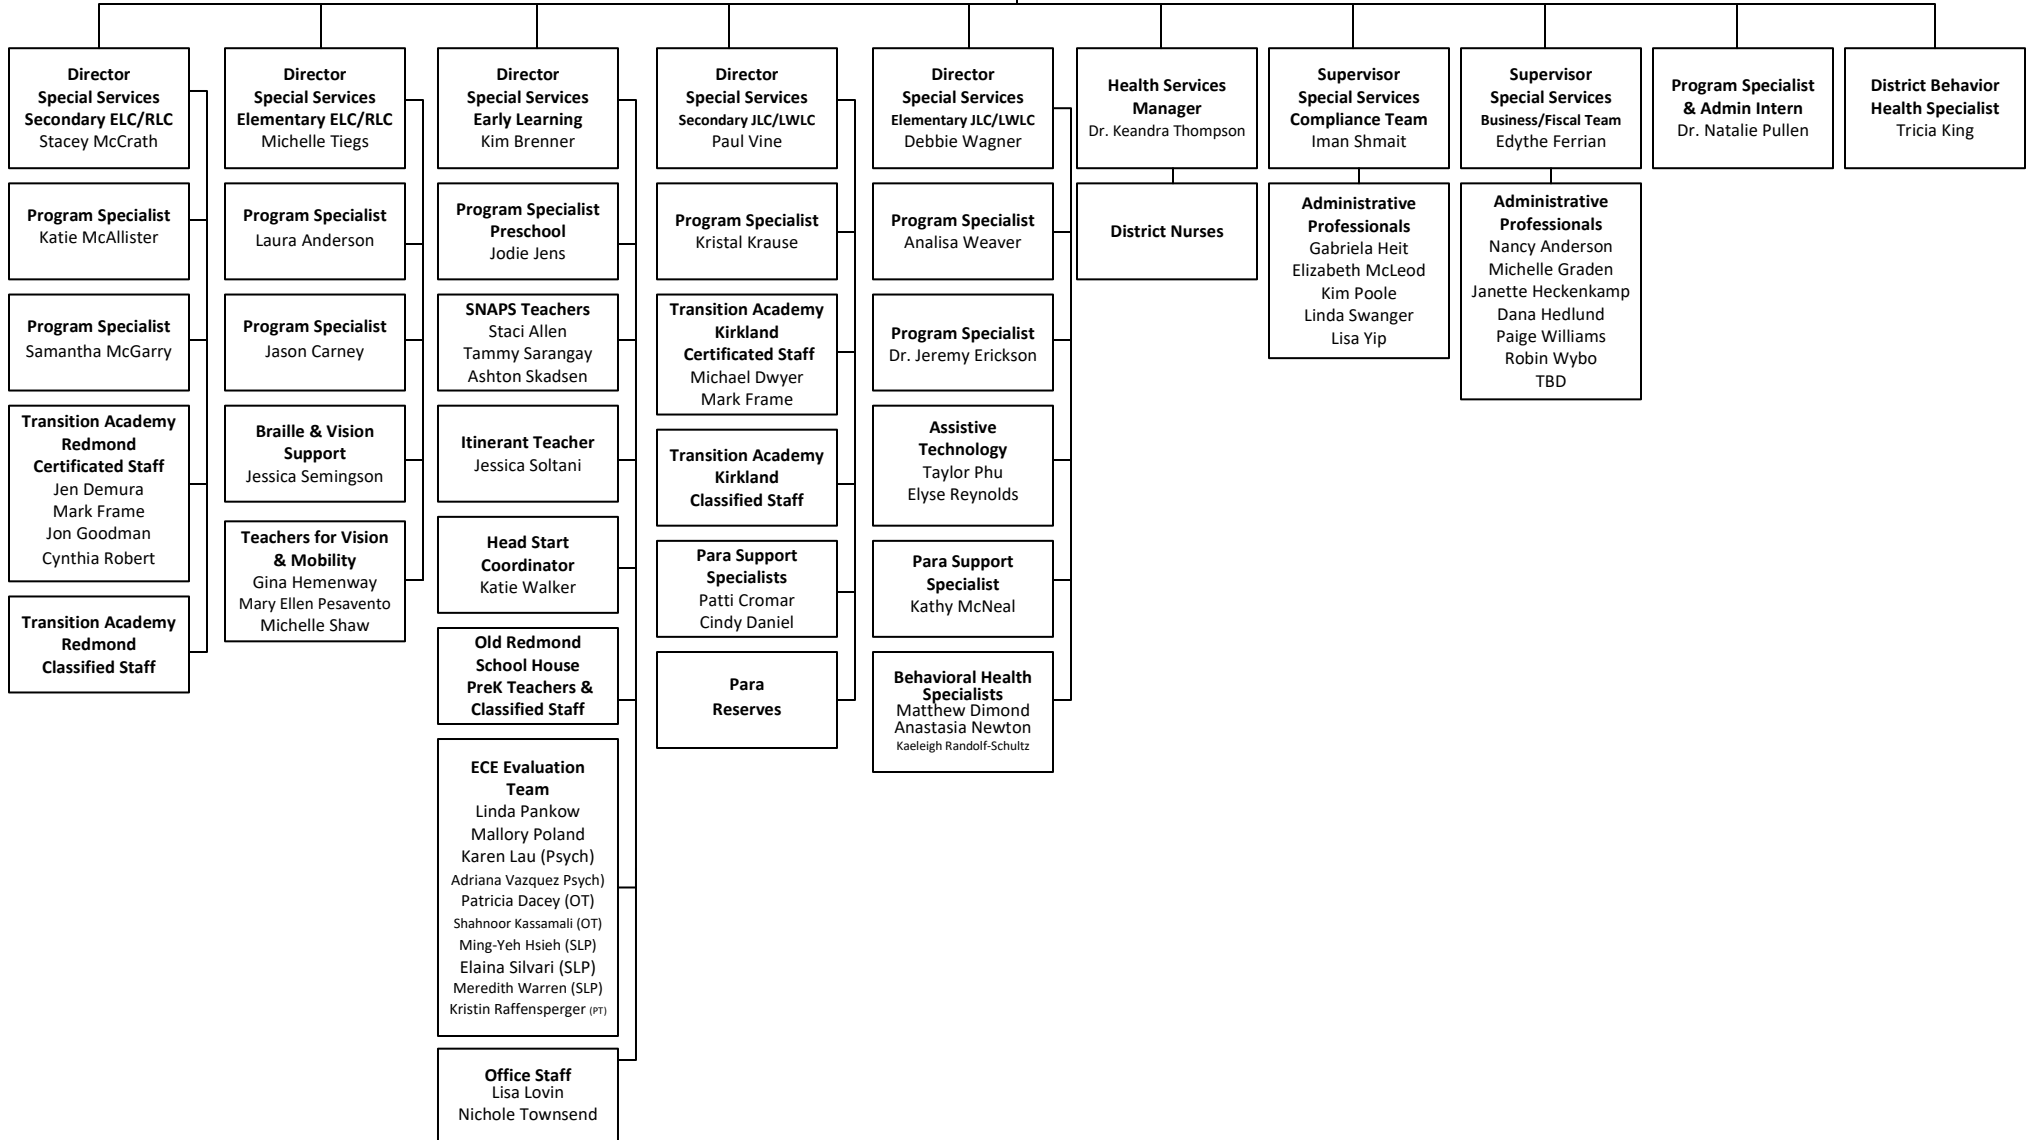 Director
Special Services
Secondary ELC/RLC
Stacey McCrath
Program Specialist
Katie McAllister
Program Specialist
Samantha McGarry
Transition Academy
Redmond
Certificated Staff
Jen Demura
Mark Frame
Jon Goodman
Cynthia Robert
Transition Academy
Redmond
Classified Staff
Director
Special Services
Elementary ELC/RLC
Michelle Tiegs
Program Specialist
Laura Anderson
Program Specialist
Jason Carney
Braille & Vision
Support
Jessica Semingson
Teachers for Vision
& Mobility
Gina Hemenway
Mary Ellen Pesavento
Michelle Shaw
Director
Special Services
Early Learning
Kim Brenner
Program Specialist
Preschool
Jodie Jens
SNAPS Teachers
Staci Allen
Tammy Sarangay
Ashton Skadsen
Itinerant Teacher
Jessica Soltani
Head Start
Coordinator
Katie Walker
Old Redmond
School House
PreK Teachers &
Classified Staff
ECE Evaluation
Team
Linda Pankow
Mallory Poland
Karen Lau (Psych)
Adriana Vazquez Psych)
Patricia Dacey (OT)
Shahnoor Kassamali (OT)
Ming-Yeh Hsieh (SLP)
Elaina Silvari (SLP)
Meredith Warren (SLP)
Kristin Raffensperger (PT)
Office Staff
Lisa Lovin
Nichole Townsend
Director
Special Services
Secondary JLC/LWLC
Paul Vine
Program Specialist
Kristal Krause
Transition Academy
Kirkland
Certificated Staff
Michael Dwyer
Mark Frame
Transition Academy
Kirkland
Classified Staff
Para Support
Specialists
Patti Cromar
Cindy Daniel
Para
Reserves
Director
Special Services
Elementary JLC/LWLC
Debbie Wagner
Program Specialist
Analisa Weaver
Program Specialist
Dr. Jeremy Erickson
Assistive
Technology
Taylor Phu
Elyse Reynolds
Para Support
Specialist
Kathy McNeal
Behavioral Health
Specialists
Matthew Dimond
Anastasia Newton
Kaeleigh Randolf-Schultz
Health Services
Manager
Dr. Keandra Thompson
District Nurses
Supervisor
Special Services
Compliance Team
Iman Shmait
Administrative
Professionals
Gabriela Heit
Elizabeth McLeod
Kim Poole
Linda Swanger
Lisa Yip
Supervisor
Special Services
Business/Fiscal Team
Edythe Ferrian
Administrative
Professionals
Nancy Anderson
Michelle Graden
Janette Heckenkamp
Dana Hedlund
Paige Williams
Robin Wybo
TBD
Program Specialist
& Admin Intern
Dr. Natalie Pullen
District Behavior
Health Specialist
Tricia King